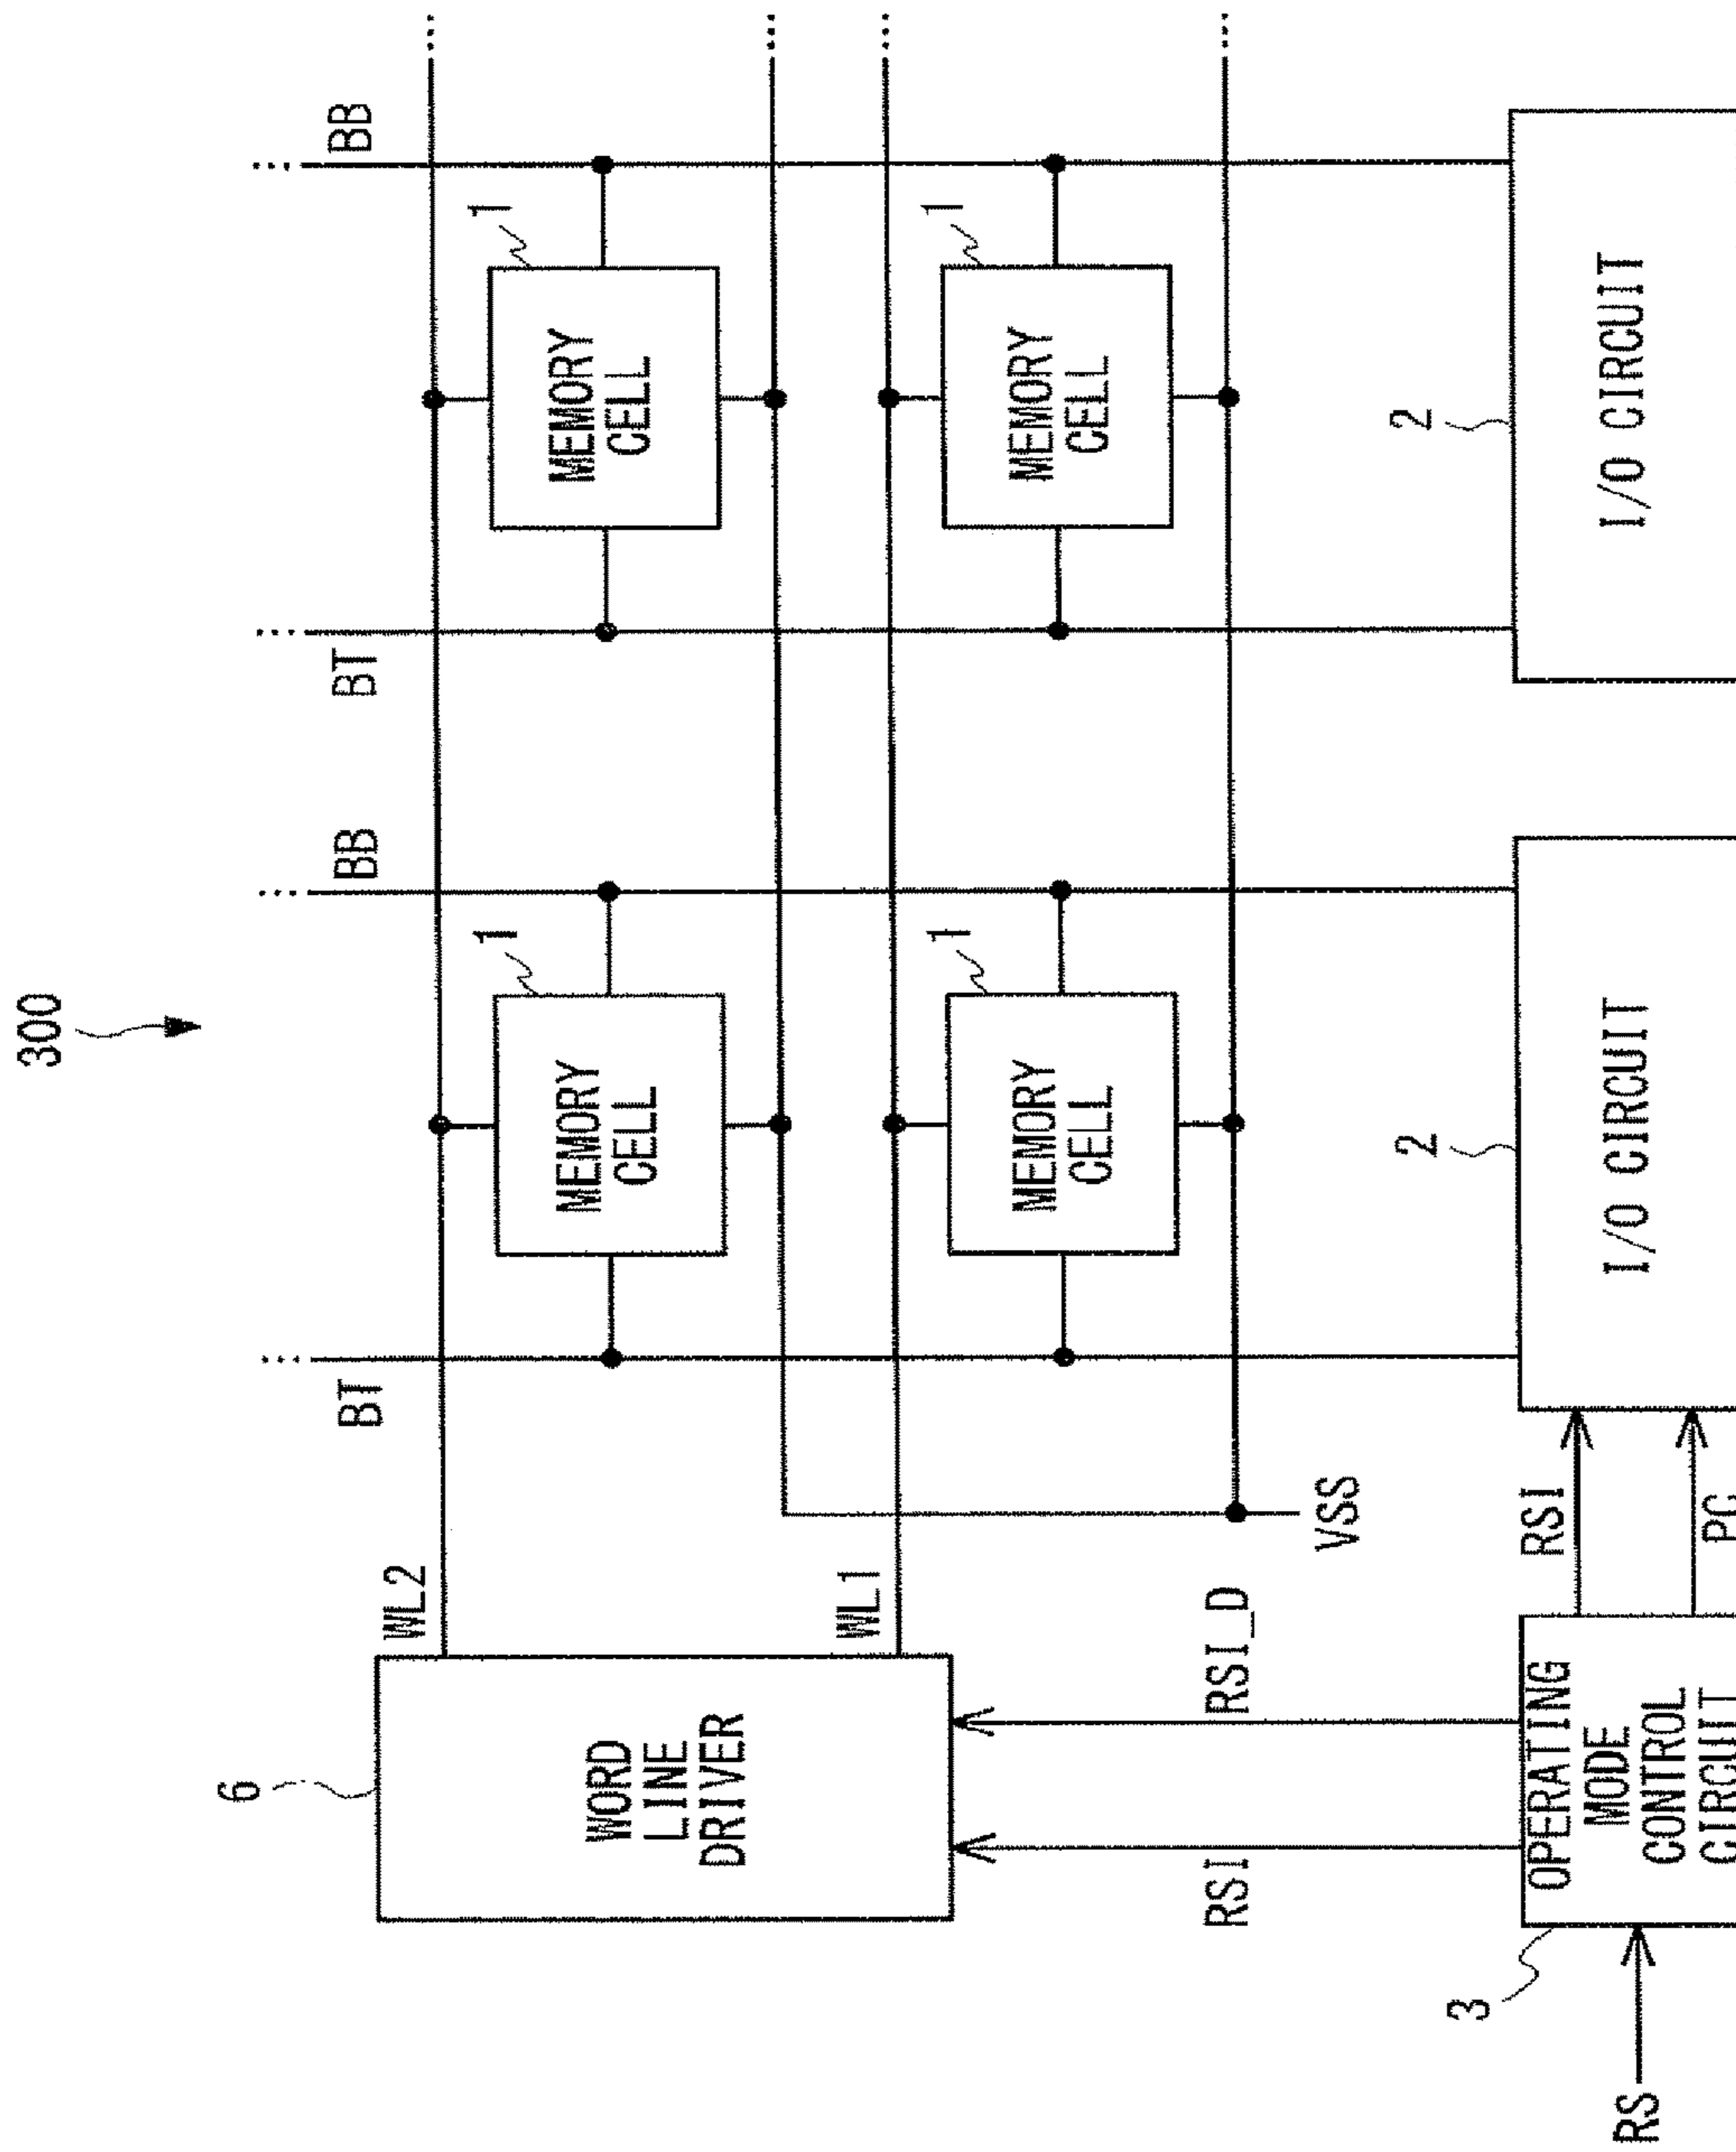 300
6
BT
BB
BT
BB
WL2
1
1
WORD
LINE
DRIVER
MEMORY
CELL
MEMORY
CELL
WL1
1
1
MEMORY
CELL
MEMORY
CELL
RSI
RSI_D
VSS
2
2
3
RS
OPERATING
MODE
CONTROL
CIRCUIT
RSI
I/O CIRCUIT
I/O CIRCUIT